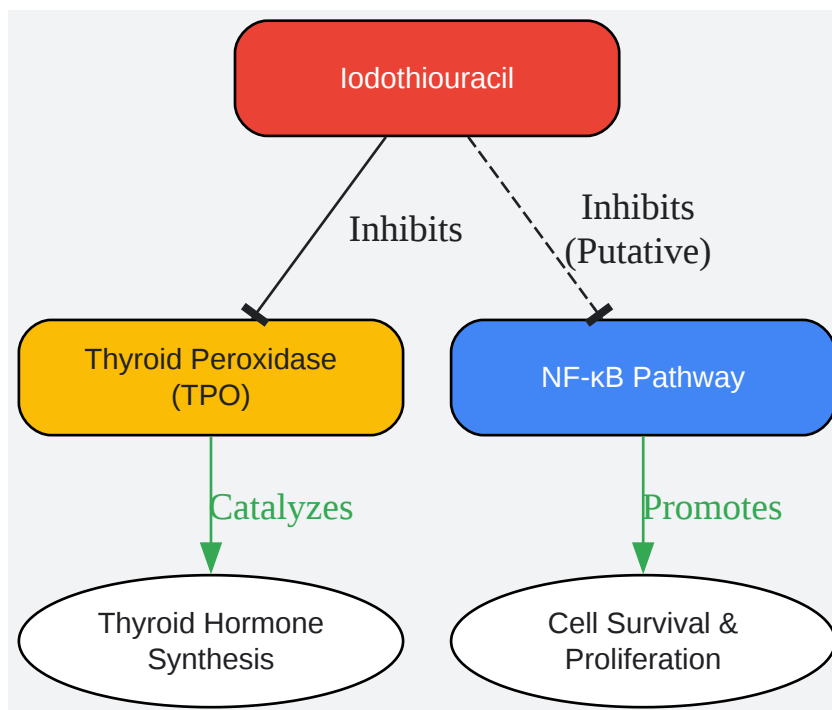 Iodothiouracil
Inhibits
Inhibits
(Putative)
Thyroid Peroxidase
(TPO)
NF-κB Pathway
Catalyzes
Promotes
Thyroid Hormone
Synthesis
Cell Survival &
Proliferation